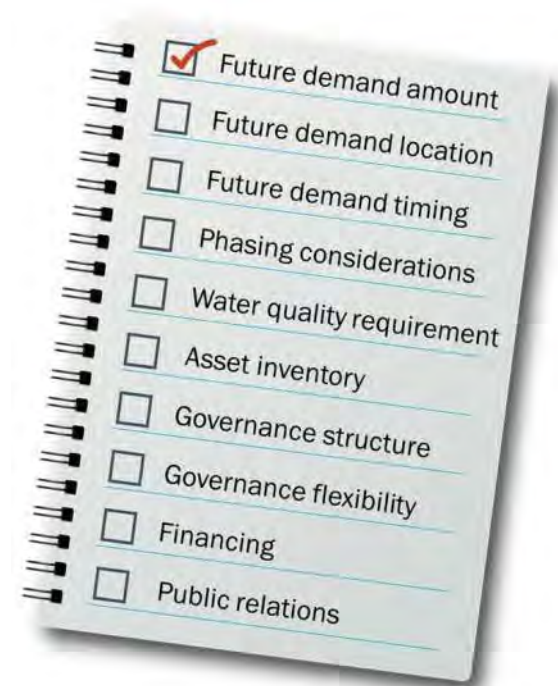 Future demand amount
Future demand location
Future demand timing
Phasing considerations
Water quality requirement
Asset inventory
Governance structure
Governance flexibility
Financing
Public relations